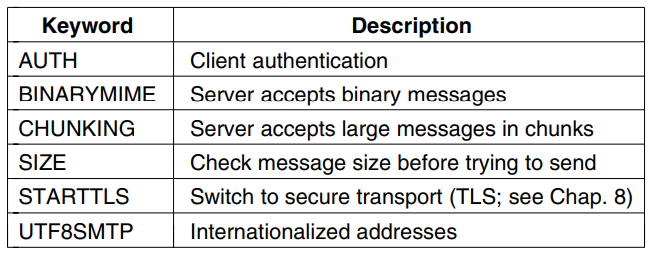 Keyword Description
AUTH Client authentication
BINARYMIME Server accepts binary messages
CHUNKING Server accepts large messages in chunks
SIZE Check message size before trying to send
STARTTLS Switch to secure transport (TLS; see Chap. 8)
UTF8SMTP Internationalized addresses